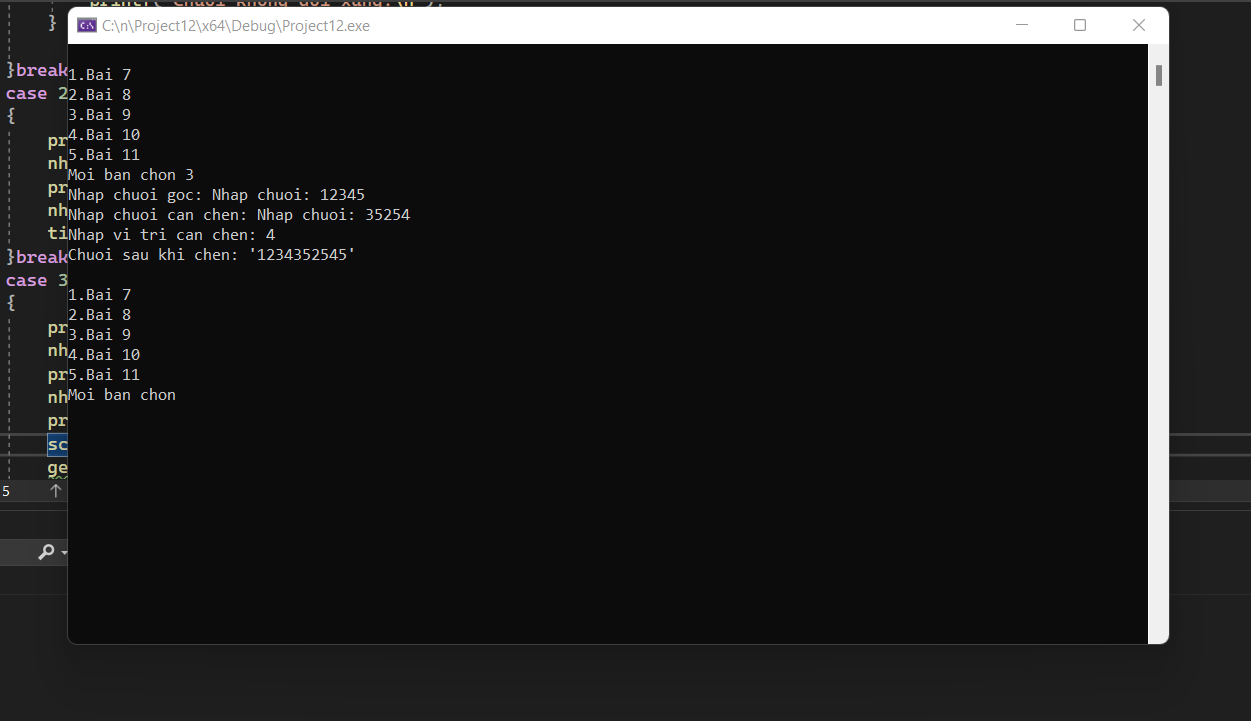 C:\n\Project12\x64\Debug\Project12.exe
1.Bai 7
2.Bai 8
3.Bai 9
4.Bai 10
5.Bai 11
Moi ban chon 3
Nhap chuoi goc: Nhap chuoi: 12345
Nhap chuoi can chen: Nhap chuoi: 35254
Nhap vi tri can chen: 4
Chuoi sau khi chen: '1234352545'
1.Bai 7
2.Bai 8
3.Bai 9
4.Bai 10
5.Bai 11
Moi ban chon
}
}break
case 2
{
pr
nh
pr
nh
ti
}break
case 3
{
pr
nh
pr
nh
pr
sc
ge
5